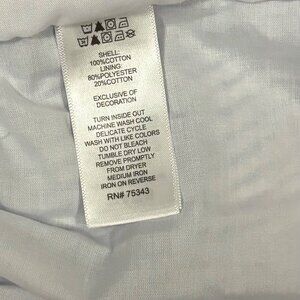 SHELL:
100%COTTON
LINING:
80%POLYESTER
20%COTTON
EXCLUSIVE OF
DECORATION
TURN INSIDE OUT
MACHINE WASH COOL
DELICATE CYCLE
WASH WITH LIKE COLORS
DO NOT BLEACH
TUMBLE DRY LOW
REMOVE PROMPTLY
FROM DRYER
MEDIUM IRON
IRON ON REVERSE
RN# 75343